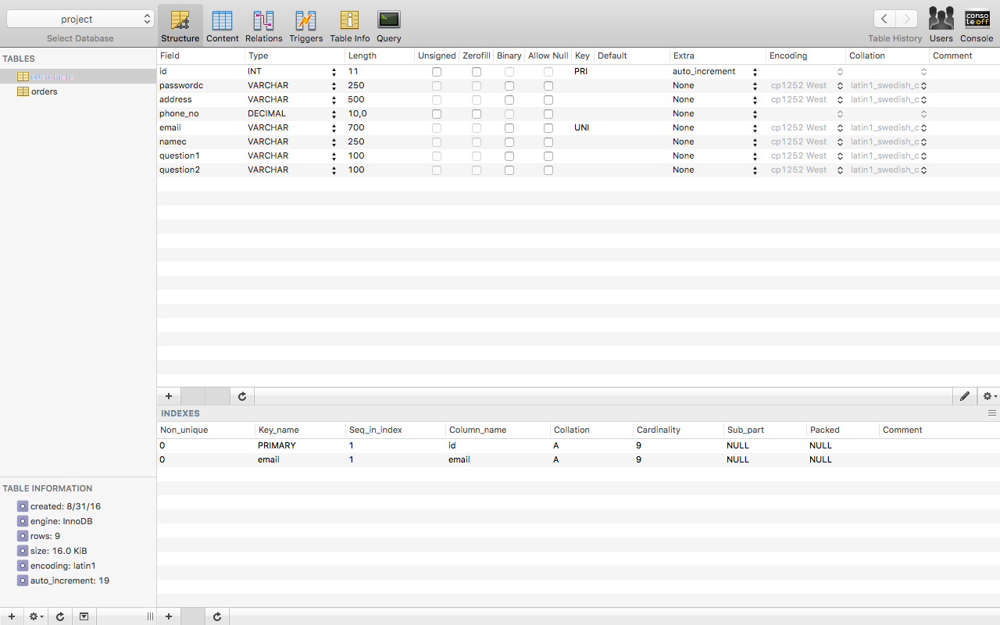 project
Select Database
Structure Content Relations Triggers Table Info Query
conso
le off
Table History Users Console
TABLES
customers
orders
Field Type Length Unsigned Zerofill Binary Allow Null Key Default Extra Encoding Collation Comment
id INT 11 PRI auto_increment
passwordc VARCHAR 250 None cp1252 West latin1_swedish_c
address VARCHAR 500 None cp1252 West latin1_swedish_c
phone_no DECIMAL 10,0 None
email VARCHAR 700 UNI None cp1252 West latin1_swedish_c
namec VARCHAR 250 None cp1252 West latin1_swedish_c
question1 VARCHAR 100 None cp1252 West latin1_swedish_c
question2 VARCHAR 100 None cp1252 West latin1_swedish_c
INDEXES
Non_unique Key_name Seq_in_index Column_name Collation Cardinality Sub_part Packed Comment
0 PRIMARY 1 id A 9 NULL NULL
0 email 1 email A 9 NULL NULL
TABLE INFORMATION
created: 8/31/16
engine: InnoDB
rows: 9
size: 16.0 KiB
encoding: latin1
auto_increment: 19